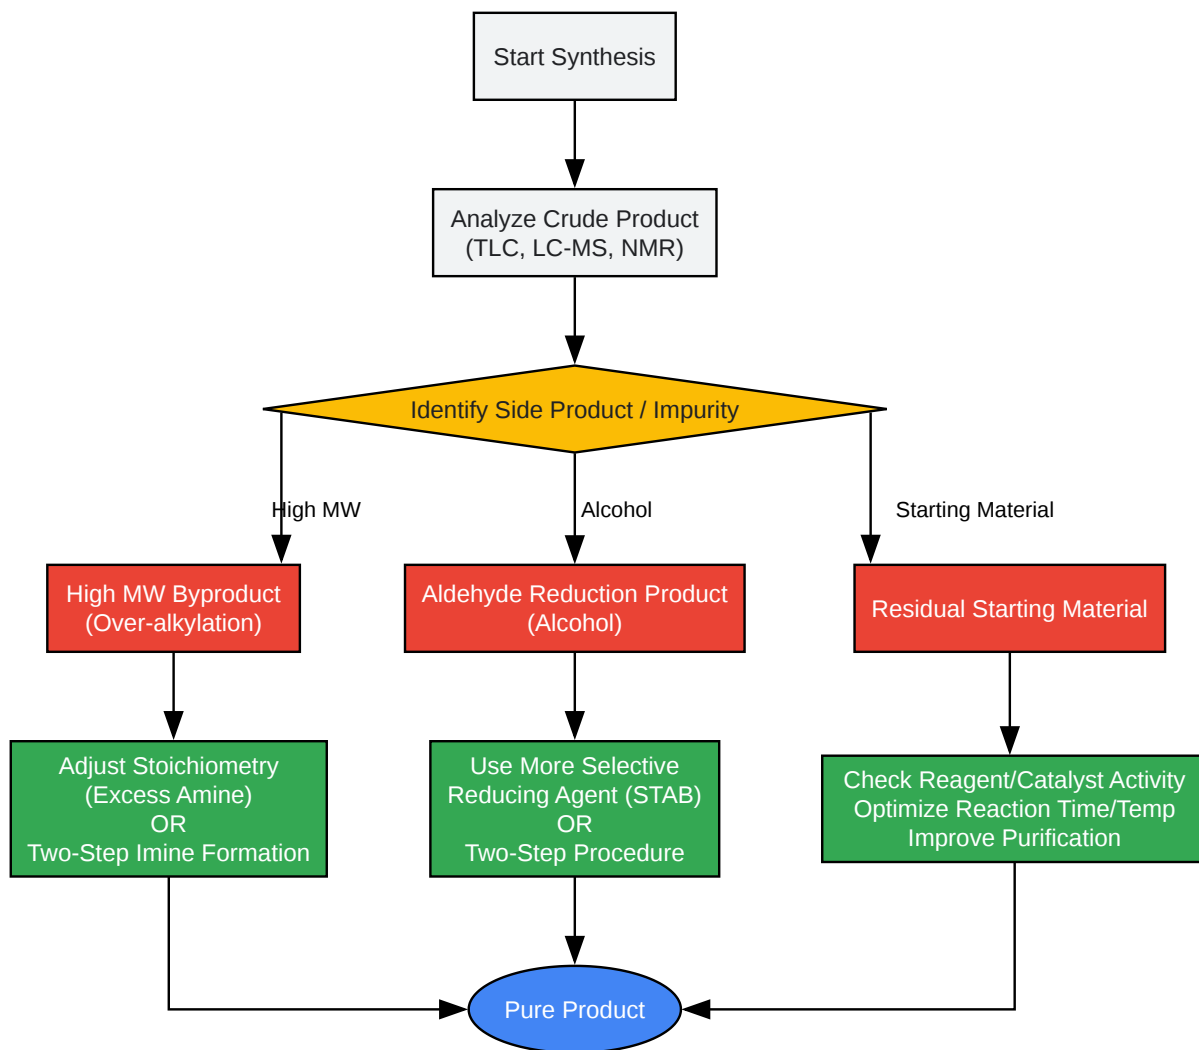 Start Synthesis
Analyze Crude Product
(TLC, LC-MS, NMR)
Identify Side Product / Impurity
High MW
Alcohol
Starting Material
High MW Byproduct
(Over-alkylation)
Aldehyde Reduction Product
(Alcohol)
Residual Starting Material
Adjust Stoichiometry
(Excess Amine)
OR
Two-Step Imine Formation
Use More Selective
Reducing Agent (STAB)
OR
Two-Step Procedure
Check Reagent/Catalyst Activity
Optimize Reaction Time/Temp
Improve Purification
Pure Product